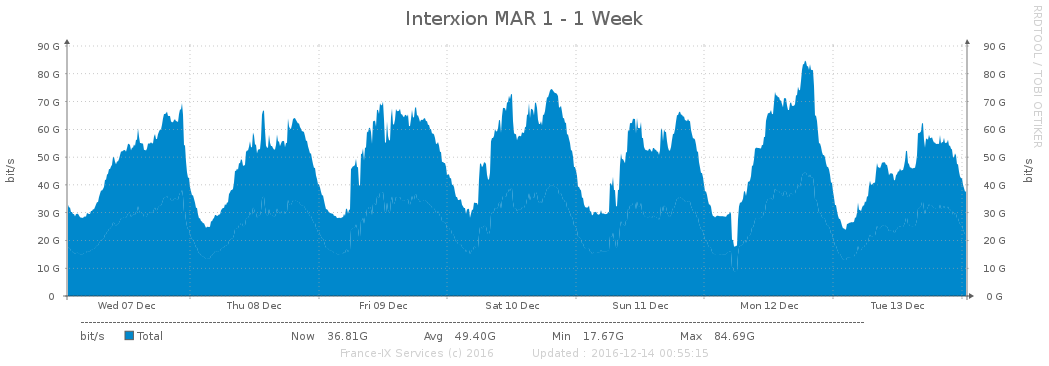 Interxion MAR 1 - 1 Week
RRDTOOL / TOBI OETIKER
90 G 90 G
80 G 80 G
70 G 70 G
60 G 60 G
50 G 50 G
40 G 40 G
30 G 30 G
20 G 20 G
10 G 10 G
0 0 G
bit/s bit/s
Wed 07 Dec Thu 08 Dec Fri 09 Dec Sat 10 Dec Sun 11 Dec Mon 12 Dec Tue 13 Dec
bit/s Total Now 36.81G Avg 49.40G Min 17.67G Max 84.69G
France-IX Services (c) 2016 Updated : 2016-12-14 00:55:15